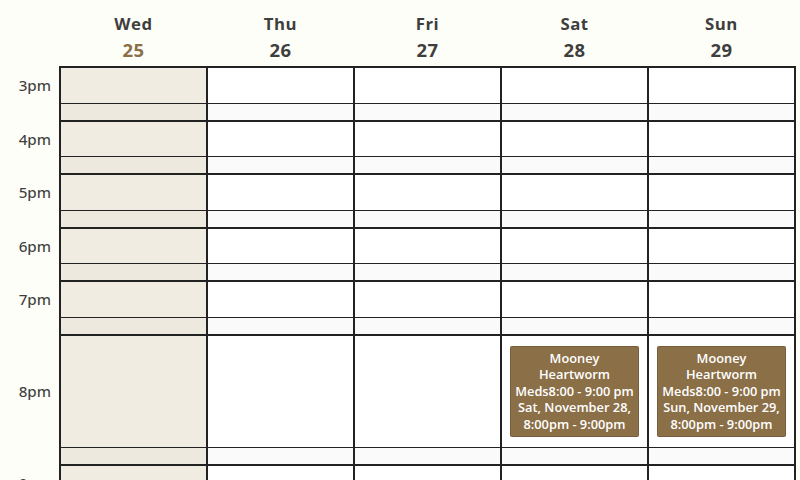 Wed Thu Fri Sat Sun
25 26 27 28 29
3pm
4pm
5pm
6pm
7pm
8pm
Mooney
Heartworm
Meds8:00 - 9:00 pm
Sat, November 28,
8:00pm - 9:00pm
Mooney
Heartworm
Meds8:00 - 9:00 pm
Sun, November 29,
8:00pm - 9:00pm